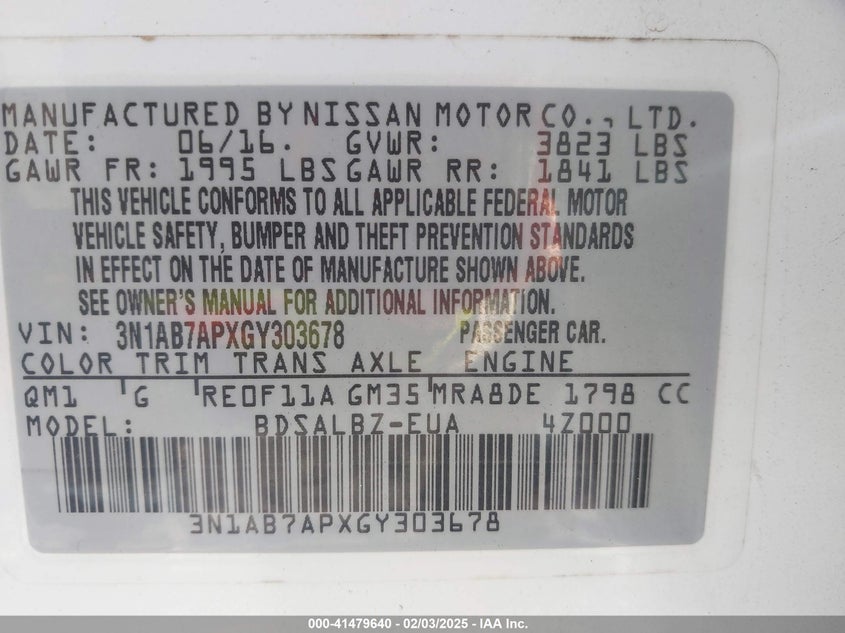 MANUFACTURED BY NISSAN MOTOR CO., LTD.
DATE: 06/16. GVWR: 3823 LBS
GAWR FR: 1995 LBS GAWR RR: 1841 LBS
THIS VEHICLE CONFORMS TO ALL APPLICABLE FEDERAL MOTOR
VEHICLE SAFETY, BUMPER AND THEFT PREVENTION STANDARDS
IN EFFECT ON THE DATE OF MANUFACTURE SHOWN ABOVE.
SEE OWNER'S MANUAL FOR ADDITIONAL INFORMATION.
VIN: 3N1AB7APXGY303678 PASSENGER CAR.
COLOR TRIM TRANS AXLE ENGINE
QM1 G RE0F11A GM35 MRA8DE 1798 CC
MODEL: BDSALBZ-EUA 4Z000
3N1AB7APXGY303678
000-41479640 - 02/03/2025 - IAA Inc.